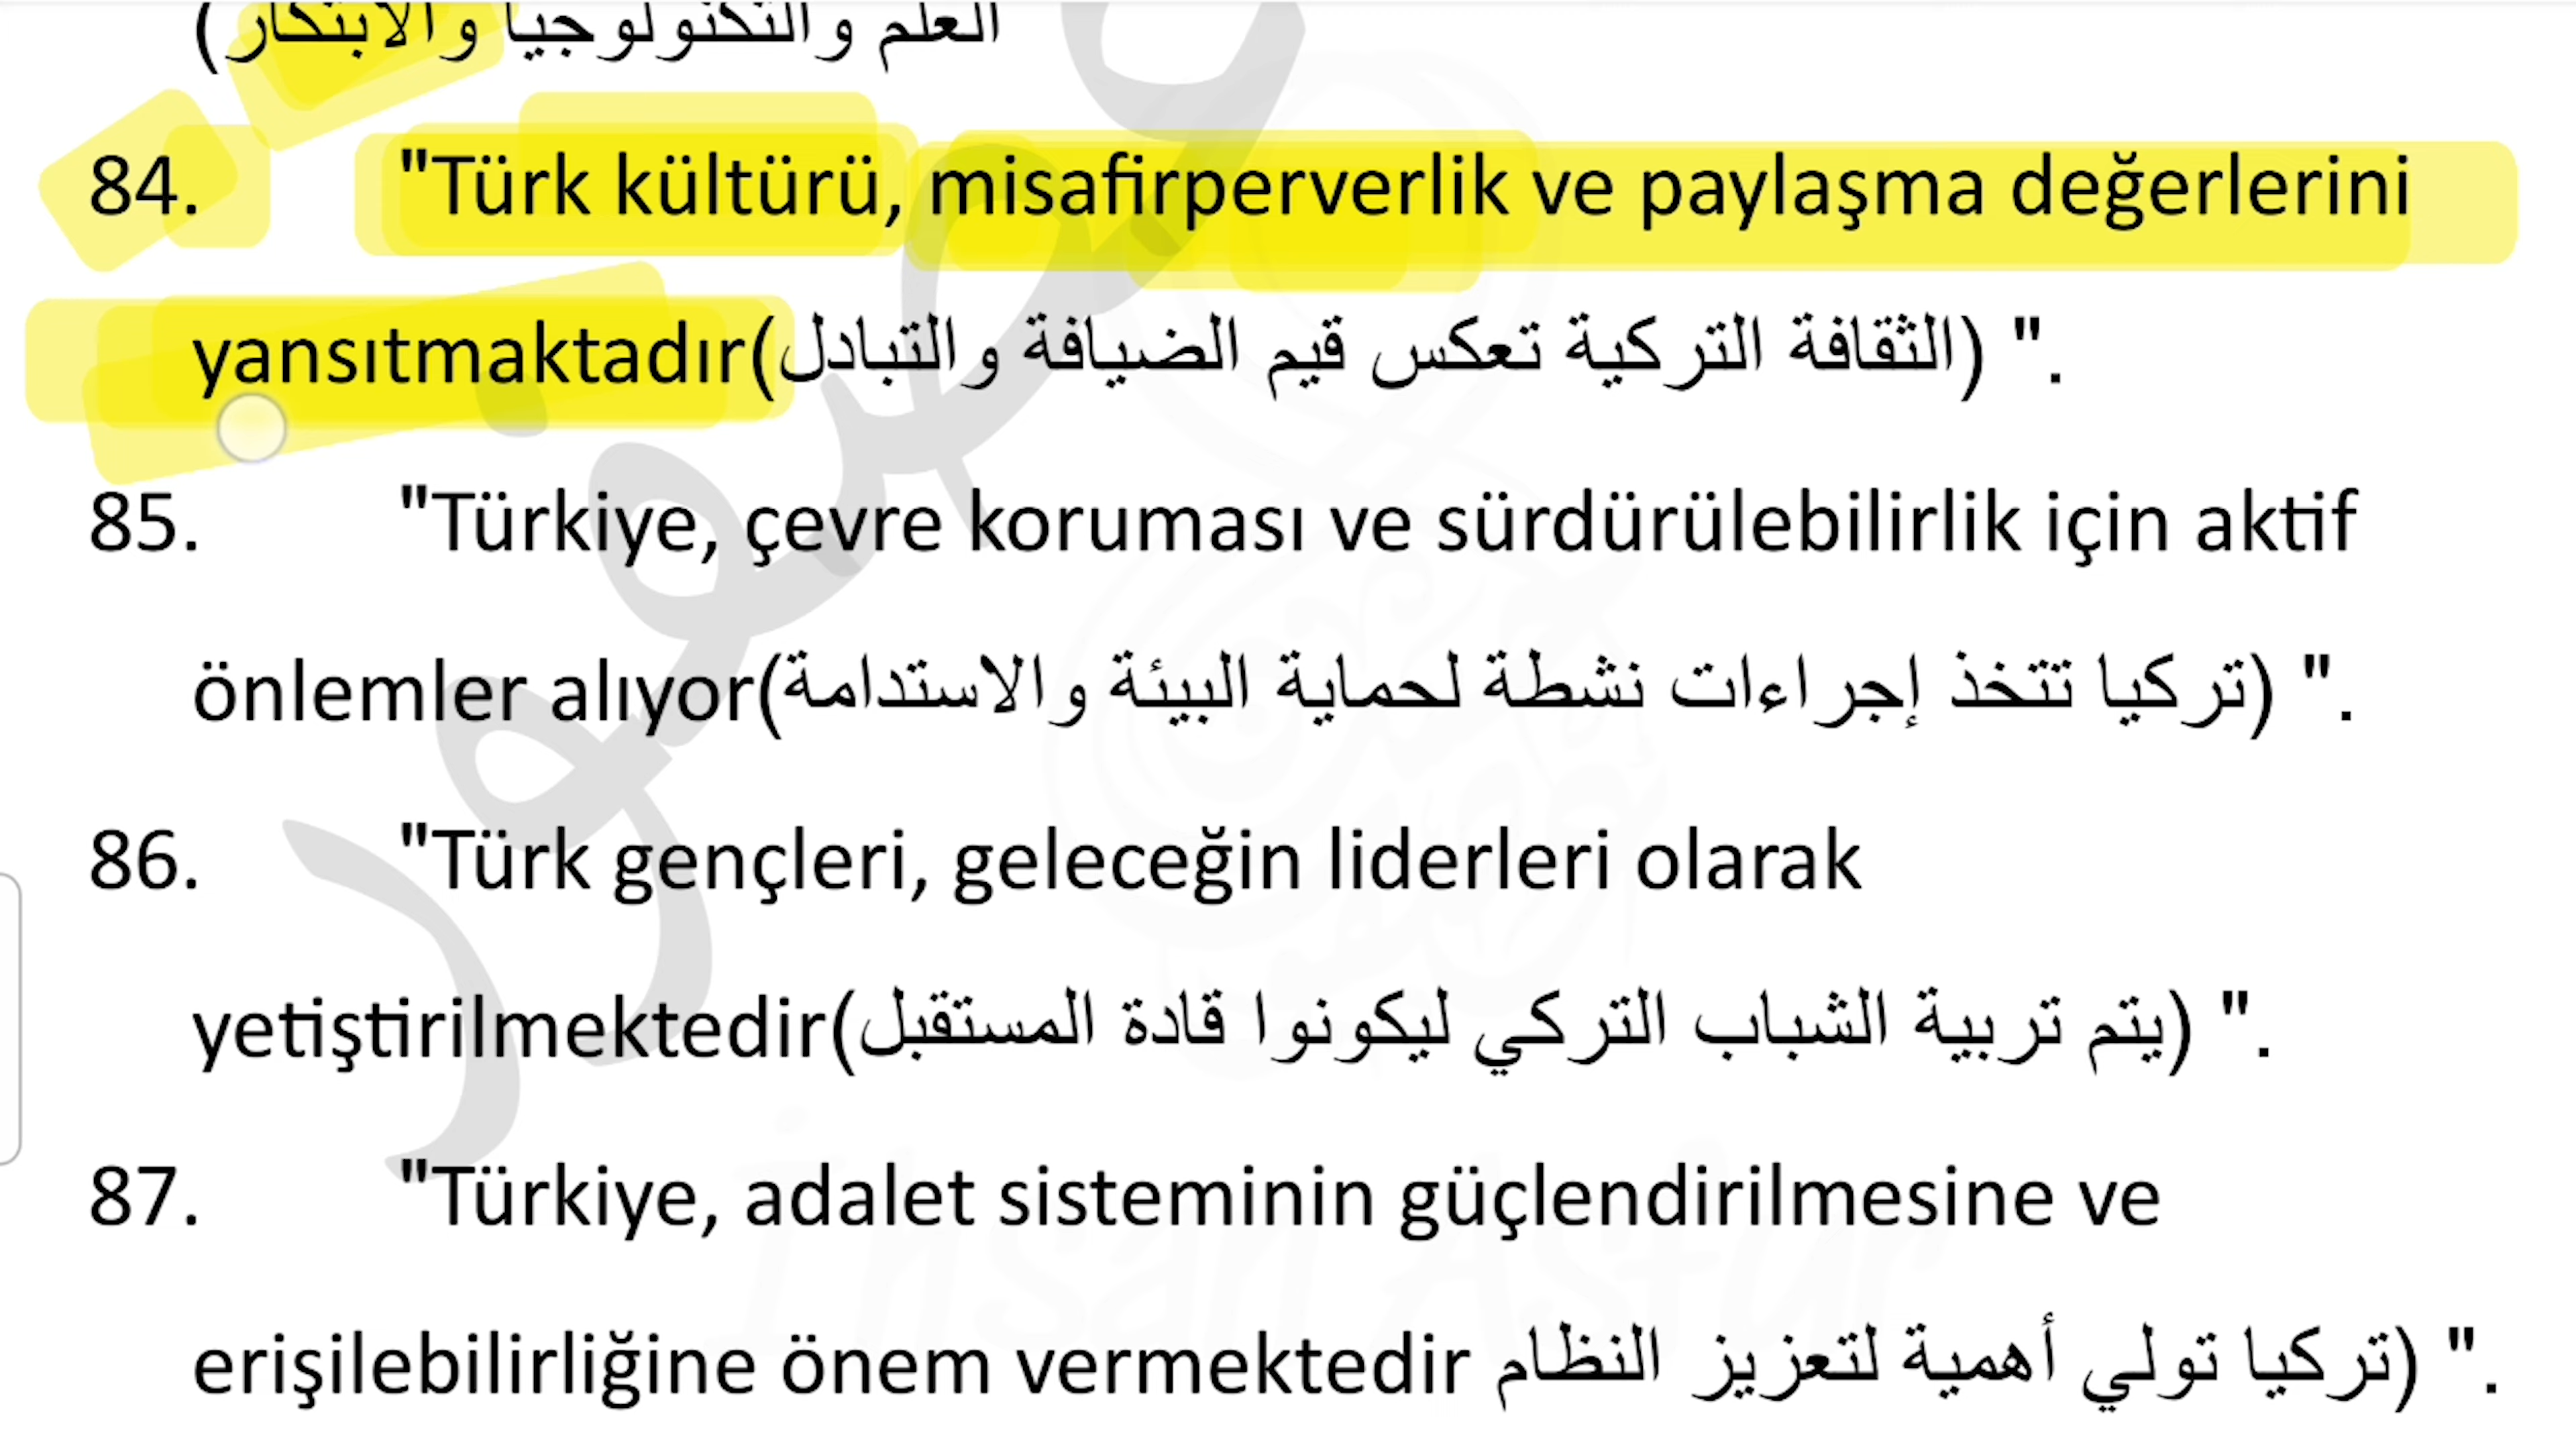 العلم والتكنولوجيا والابتكار)
84. "Türk kültürü, misafirperverlik ve paylaşma değerlerini
yansıtmaktadır(الثقافة التركية تعكس قيم الضيافة والتبادل) ".
85. "Türkiye, çevre koruması ve sürdürülebilirlik için aktif
önlemler alıyor(تركيا تتخذ إجراءات نشطة لحماية البيئة والاستدامة) ".
86. "Türk gençleri, geleceğin liderleri olarak
yetiştirilmektedir(يتم تربية الشباب التركي ليكونوا قادة المستقبل) ".
87. "Türkiye, adalet sisteminin güçlendirilmesine ve
erişilebilirliğine önem vermektedir (تركيا تولي أهمية لتعزيز النظام ".
İhsan Asfur